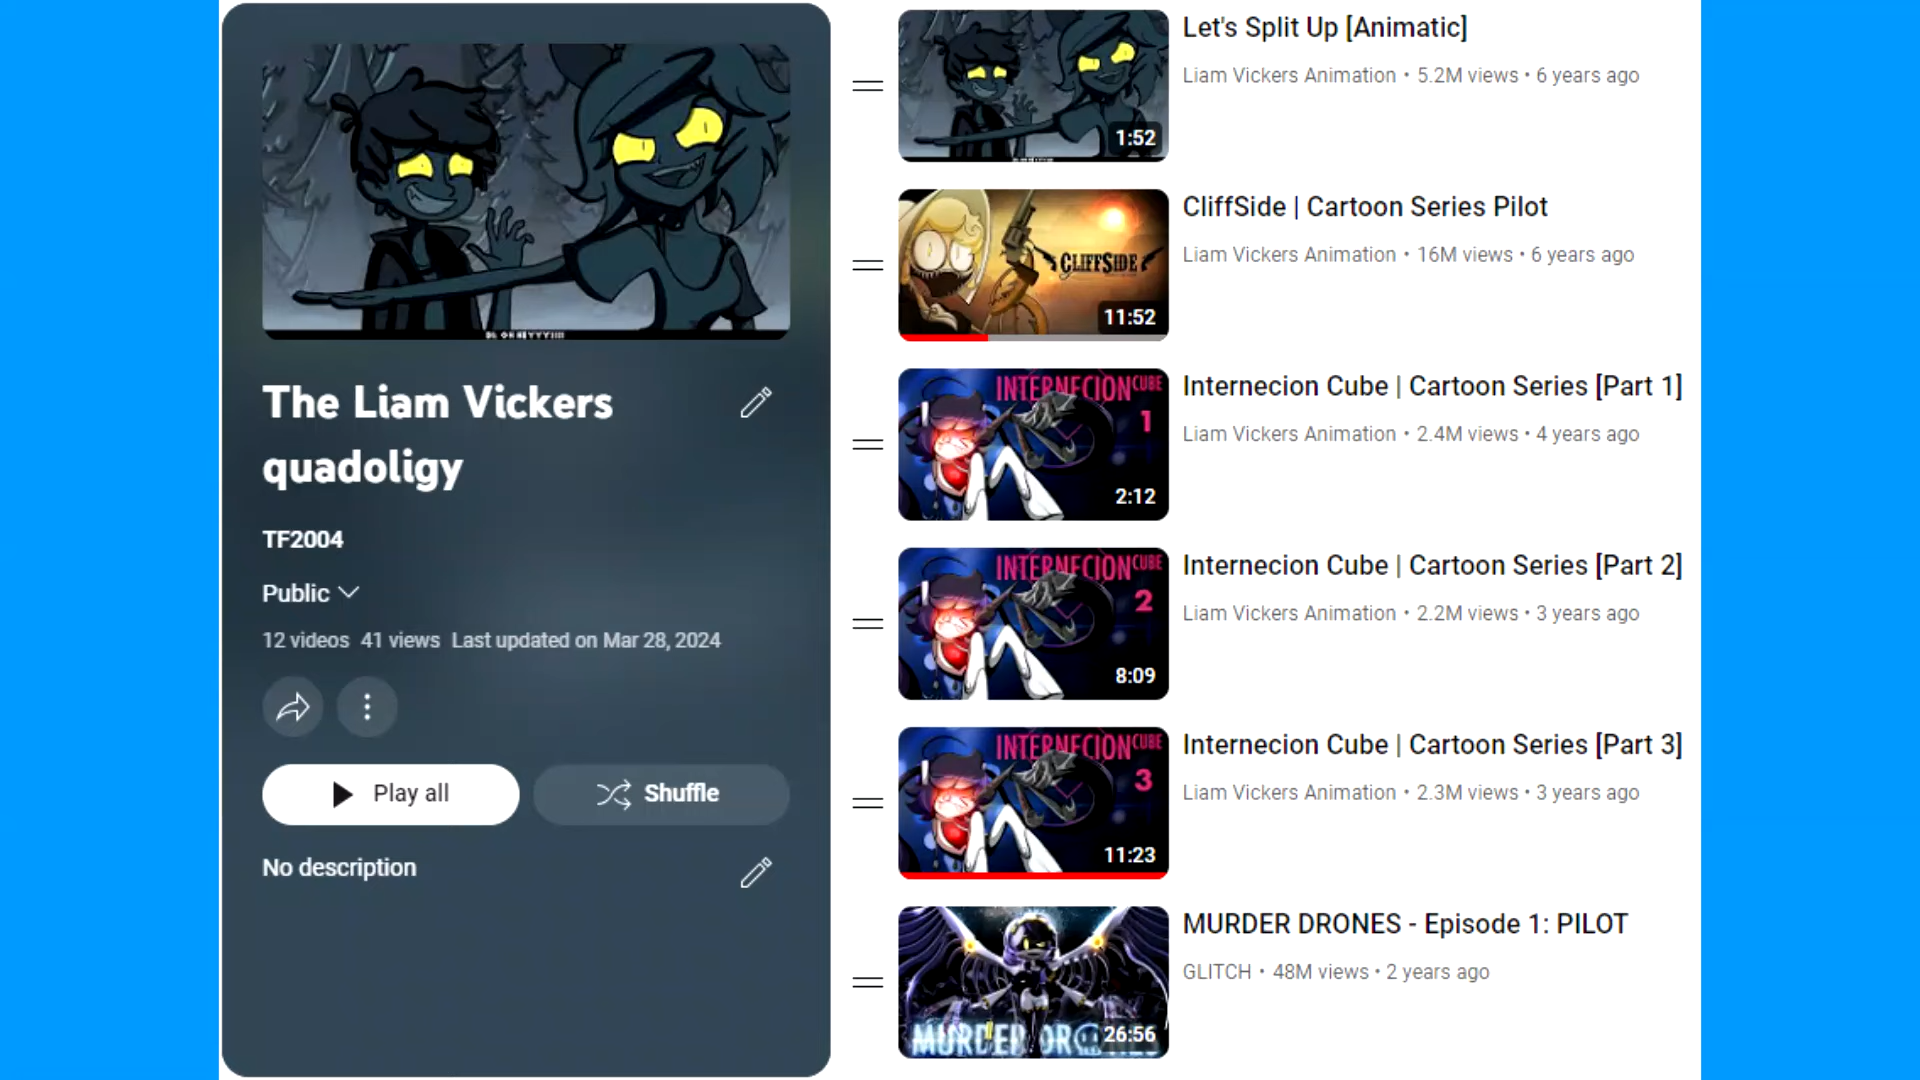 The Liam Vickers
quadoligy
TF2004
Public
12 videos 41 views Last updated on Mar 28, 2024
Play all
Shuffle
No description
Let's Split Up [Animatic]
Liam Vickers Animation • 5.2M views • 6 years ago
1:52
CliffSide | Cartoon Series Pilot
Liam Vickers Animation • 16M views • 6 years ago
CLIFFSIDE
11:52
Internecion Cube | Cartoon Series [Part 1]
Liam Vickers Animation • 2.4M views • 4 years ago
INTERNECION CUBE
1
2:12
Internecion Cube | Cartoon Series [Part 2]
Liam Vickers Animation • 2.2M views • 3 years ago
INTERNECION CUBE
2
8:09
Internecion Cube | Cartoon Series [Part 3]
Liam Vickers Animation • 2.3M views • 3 years ago
INTERNECION CUBE
3
11:23
MURDER DRONES - Episode 1: PILOT
GLITCH • 48M views • 2 years ago
MURDER DRONES
26:56